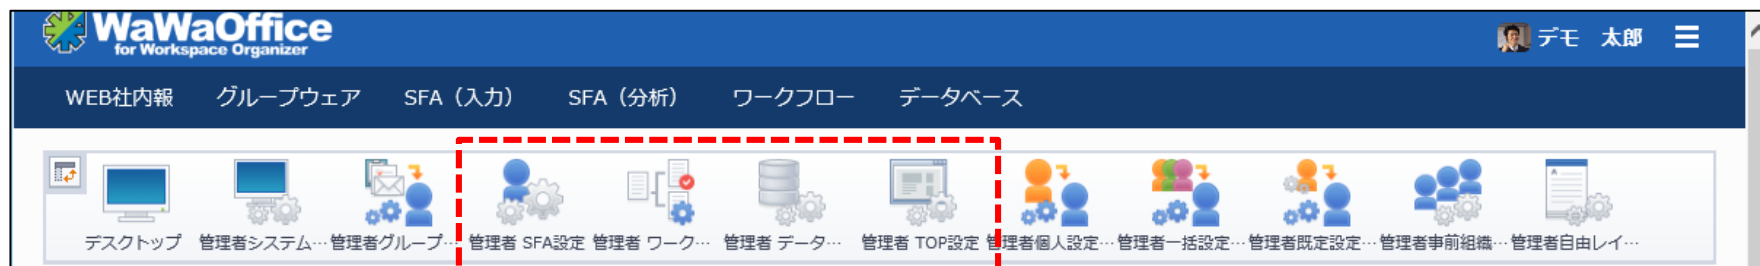 WaWaOffice
for Workspace Organizer
デモ 太郎
WEB社内報 グループウェア SFA（入力） SFA（分析） ワークフロー データベース
デスクトップ 管理者システム… 管理者グループ… 管理者 SFA設定 管理者 ワーク… 管理者 データ… 管理者 TOP設定 管理者個人設定… 管理者一括設定… 管理者既定設定… 管理者事前組織… 管理者自由レイ…